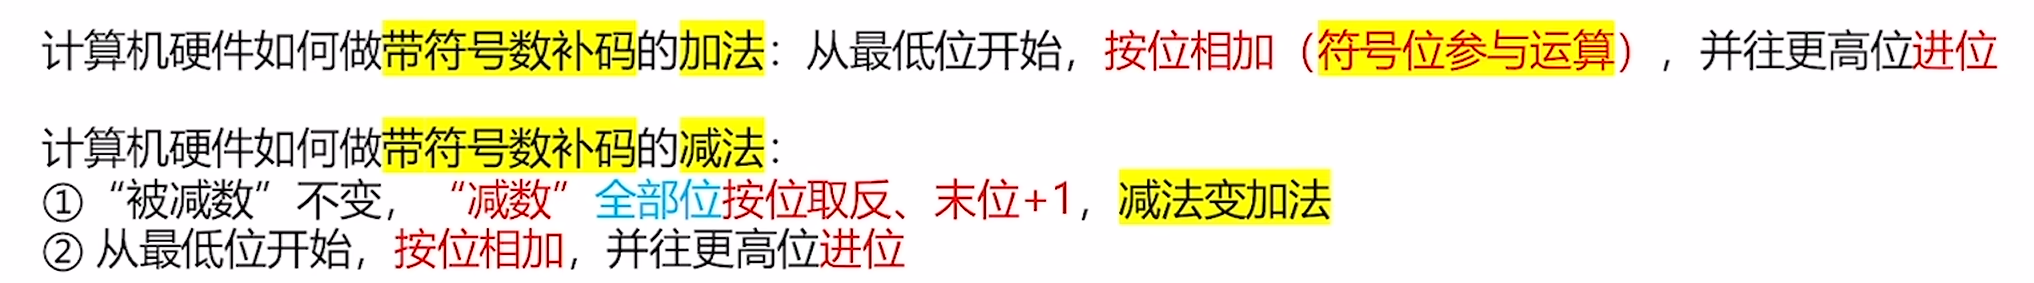 计算机硬件如何做带符号数补码的加法：从最低位开始，按位相加（符号位参与运算），并往更高位进位
计算机硬件如何做带符号数补码的减法：
①“被减数”不变，“减数”全部位按位取反、末位+1，减法变加法
② 从最低位开始，按位相加，并往更高位进位